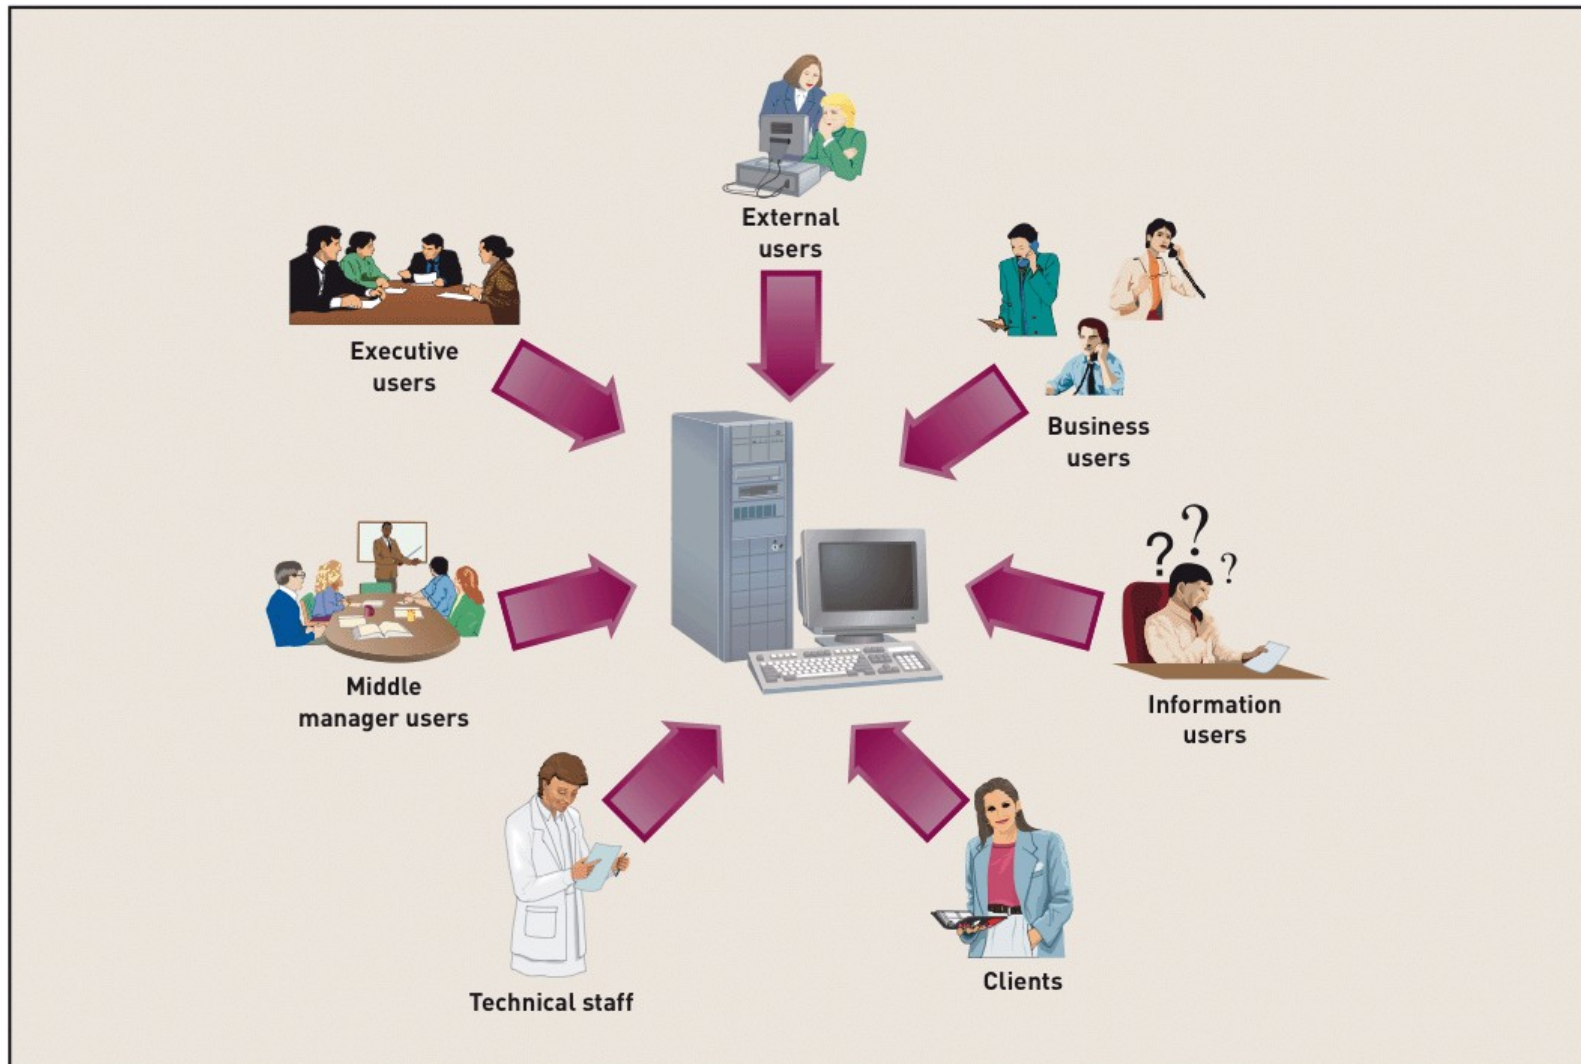 External
users
Executive
users
Business
users
? ? ?
Middle
manager users
Information
users
Technical staff
Clients